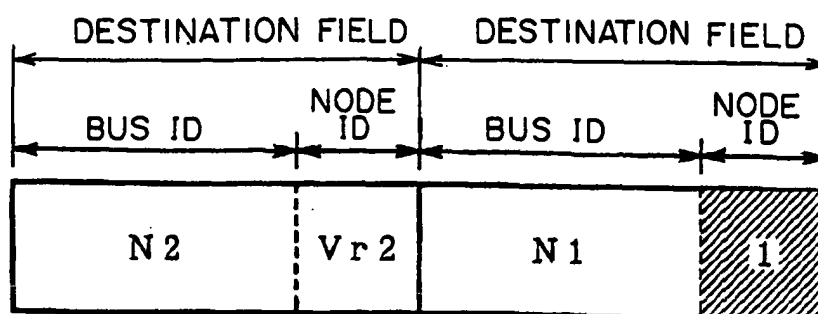 DESTINATION FIELD DESTINATION FIELD
BUS ID NODE ID BUS ID NODE ID
N2 Vr2 N1 1